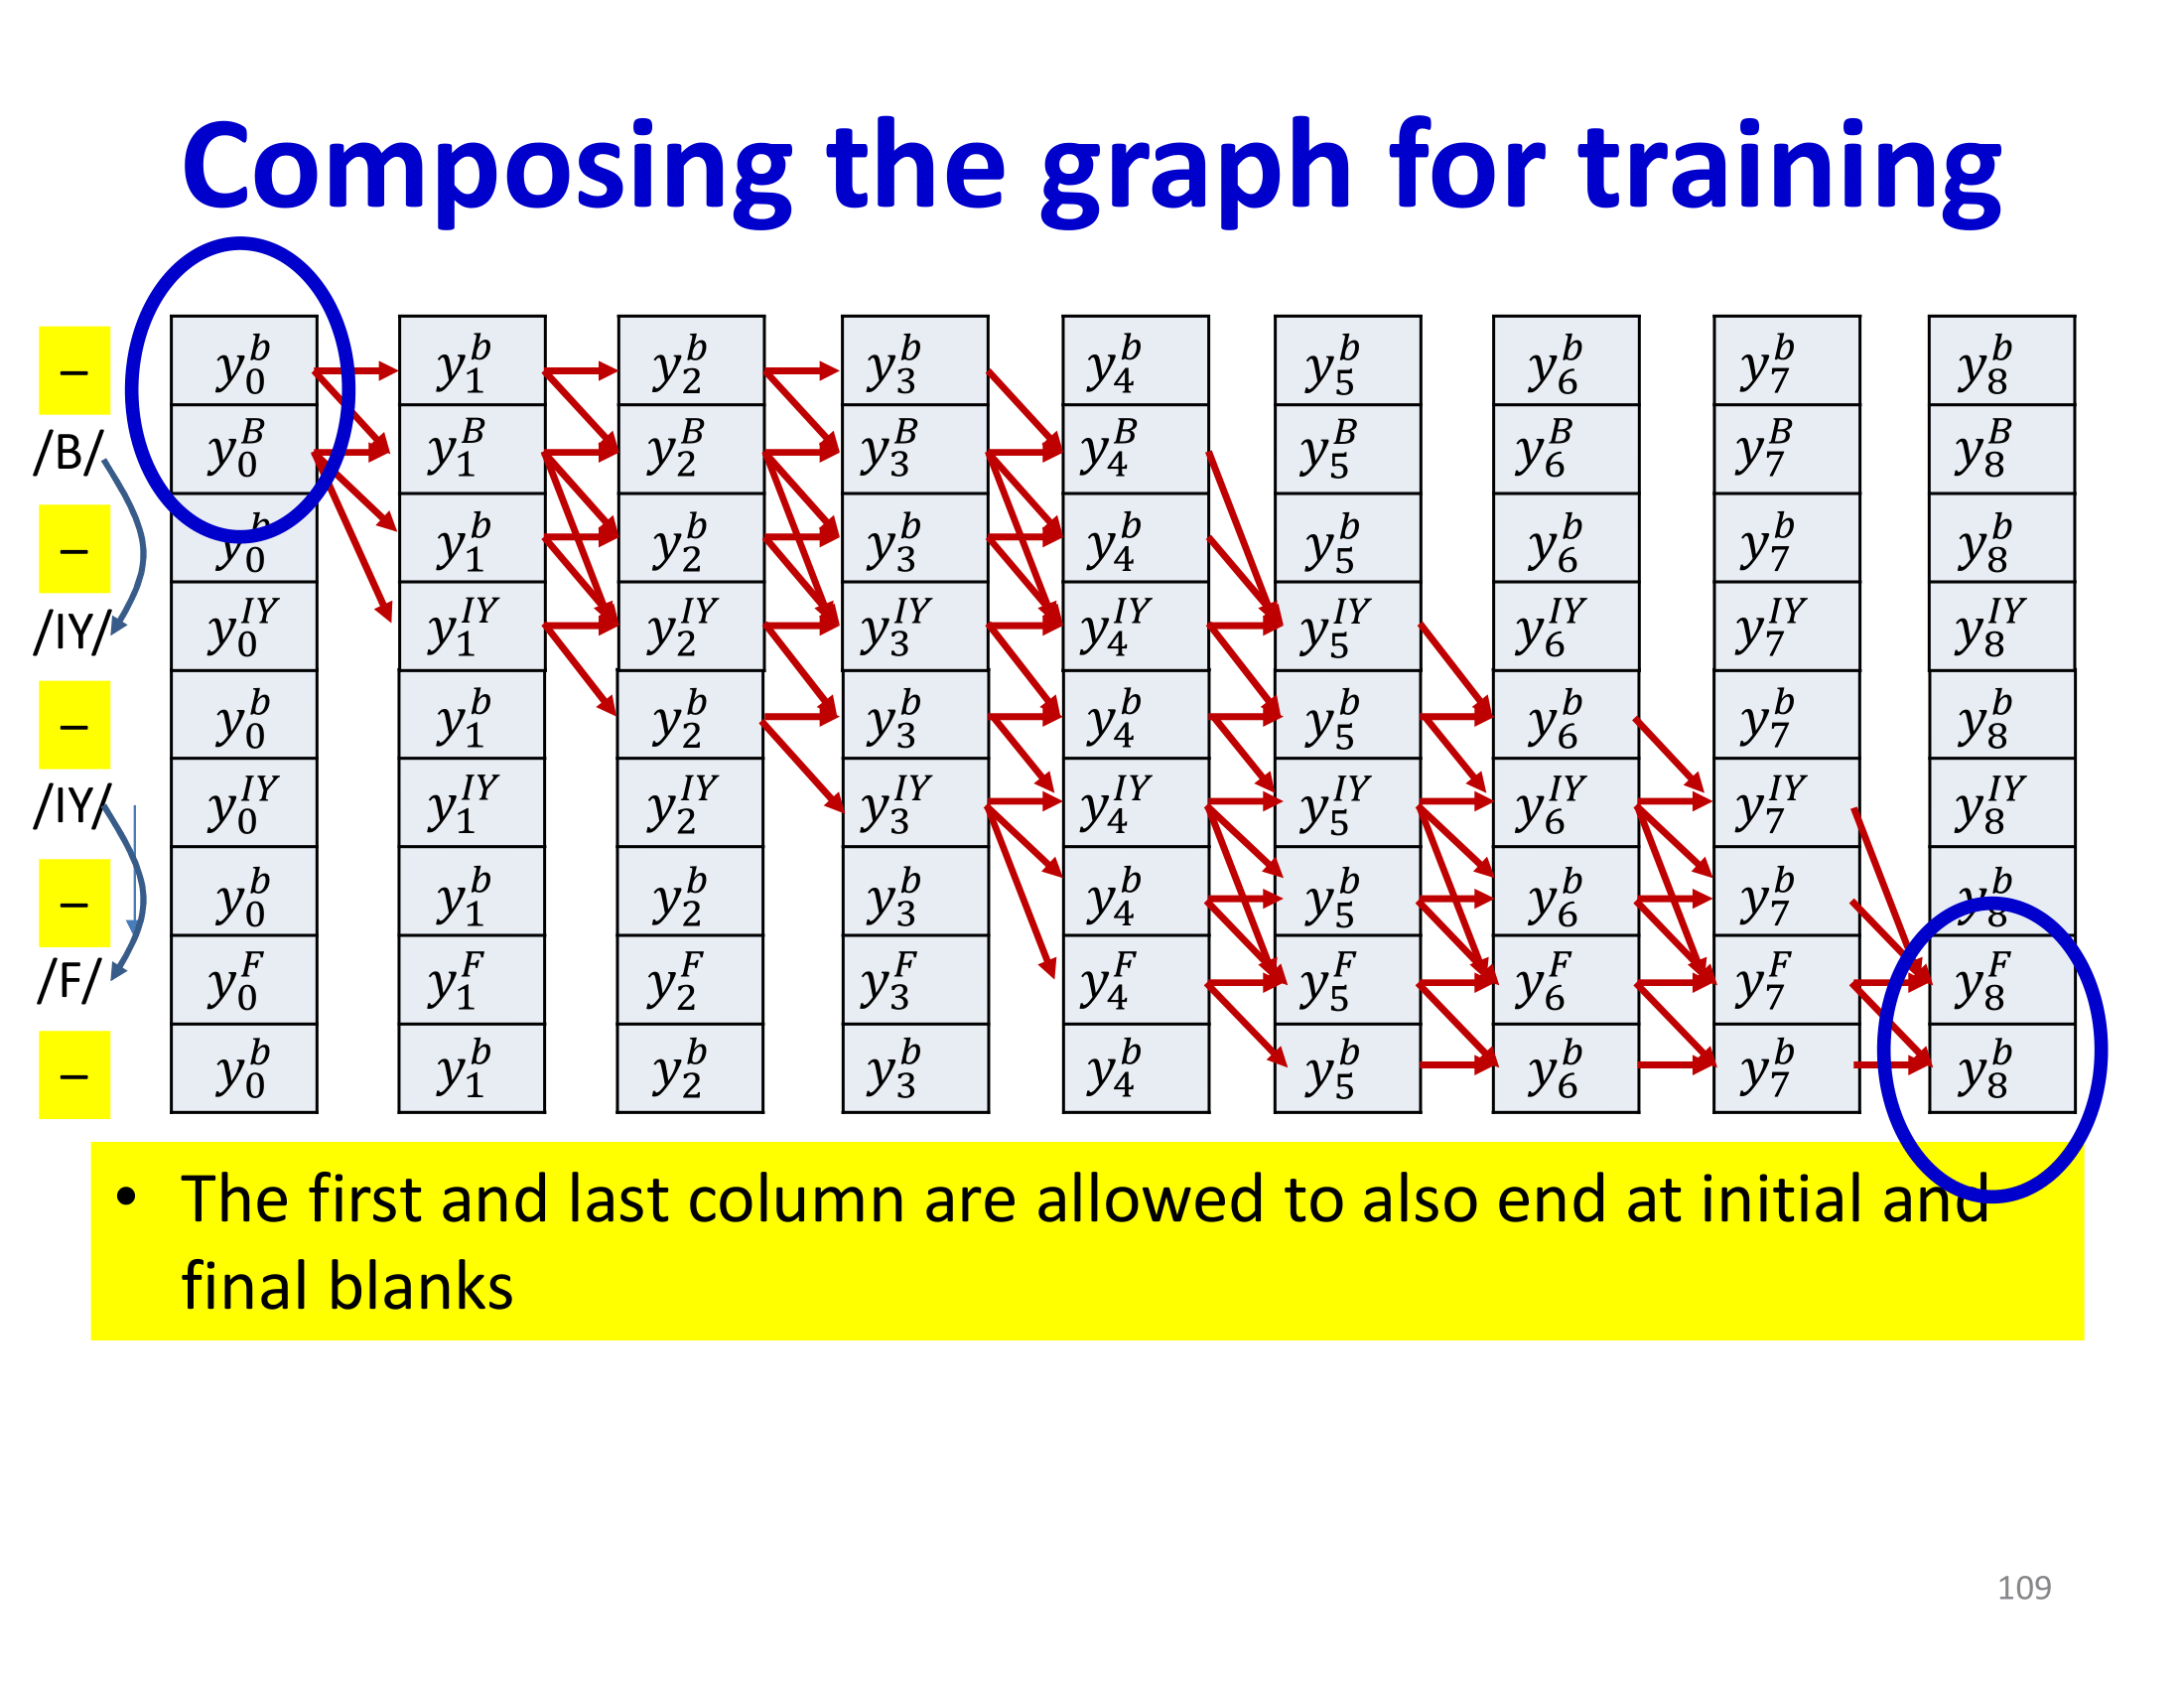 Composing the graph for training
– y_0^b y_1^b y_2^b y_3^b y_4^b y_5^b y_6^b y_7^b y_8^b
/B/ y_0^B y_1^B y_2^B y_3^B y_4^B y_5^B y_6^B y_7^B y_8^B
– y_0^b y_1^b y_2^b y_3^b y_4^b y_5^b y_6^b y_7^b y_8^b
/IY/ y_0^IY y_1^IY y_2^IY y_3^IY y_4^IY y_5^IY y_6^IY y_7^IY y_8^IY
– y_0^b y_1^b y_2^b y_3^b y_4^b y_5^b y_6^b y_7^b y_8^b
/IY/ y_0^IY y_1^IY y_2^IY y_3^IY y_4^IY y_5^IY y_6^IY y_7^IY y_8^IY
– y_0^b y_1^b y_2^b y_3^b y_4^b y_5^b y_6^b y_7^b y_8^b
/F/ y_0^F y_1^F y_2^F y_3^F y_4^F y_5^F y_6^F y_7^F y_8^F
– y_0^b y_1^b y_2^b y_3^b y_4^b y_5^b y_6^b y_7^b y_8^b
• The first and last column are allowed to also end at initial and
final blanks
109